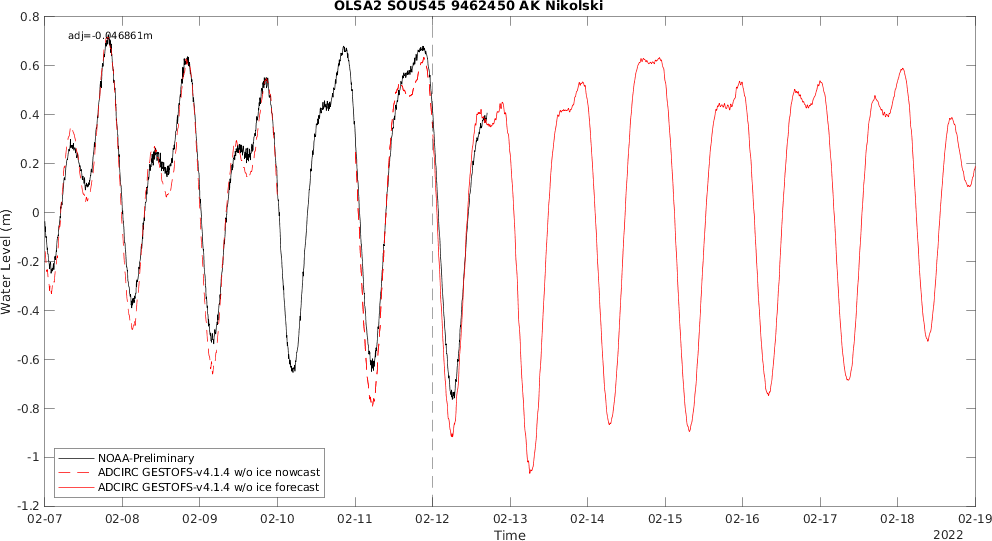 OLSA2 SOUS45 9462450 AK Nikolski
adj=-0.046861m
0.8
0.6
0.4
0.2
0
-0.2
-0.4
-0.6
-0.8
-1
-1.2
Water Level (m)
NOAA-Preliminary
ADCIRC GESTOFS-v4.1.4 w/o ice nowcast
ADCIRC GESTOFS-v4.1.4 w/o ice forecast
02-07 02-08 02-09 02-10 02-11 02-12 02-13 02-14 02-15 02-16 02-17 02-18 02-19
Time
2022